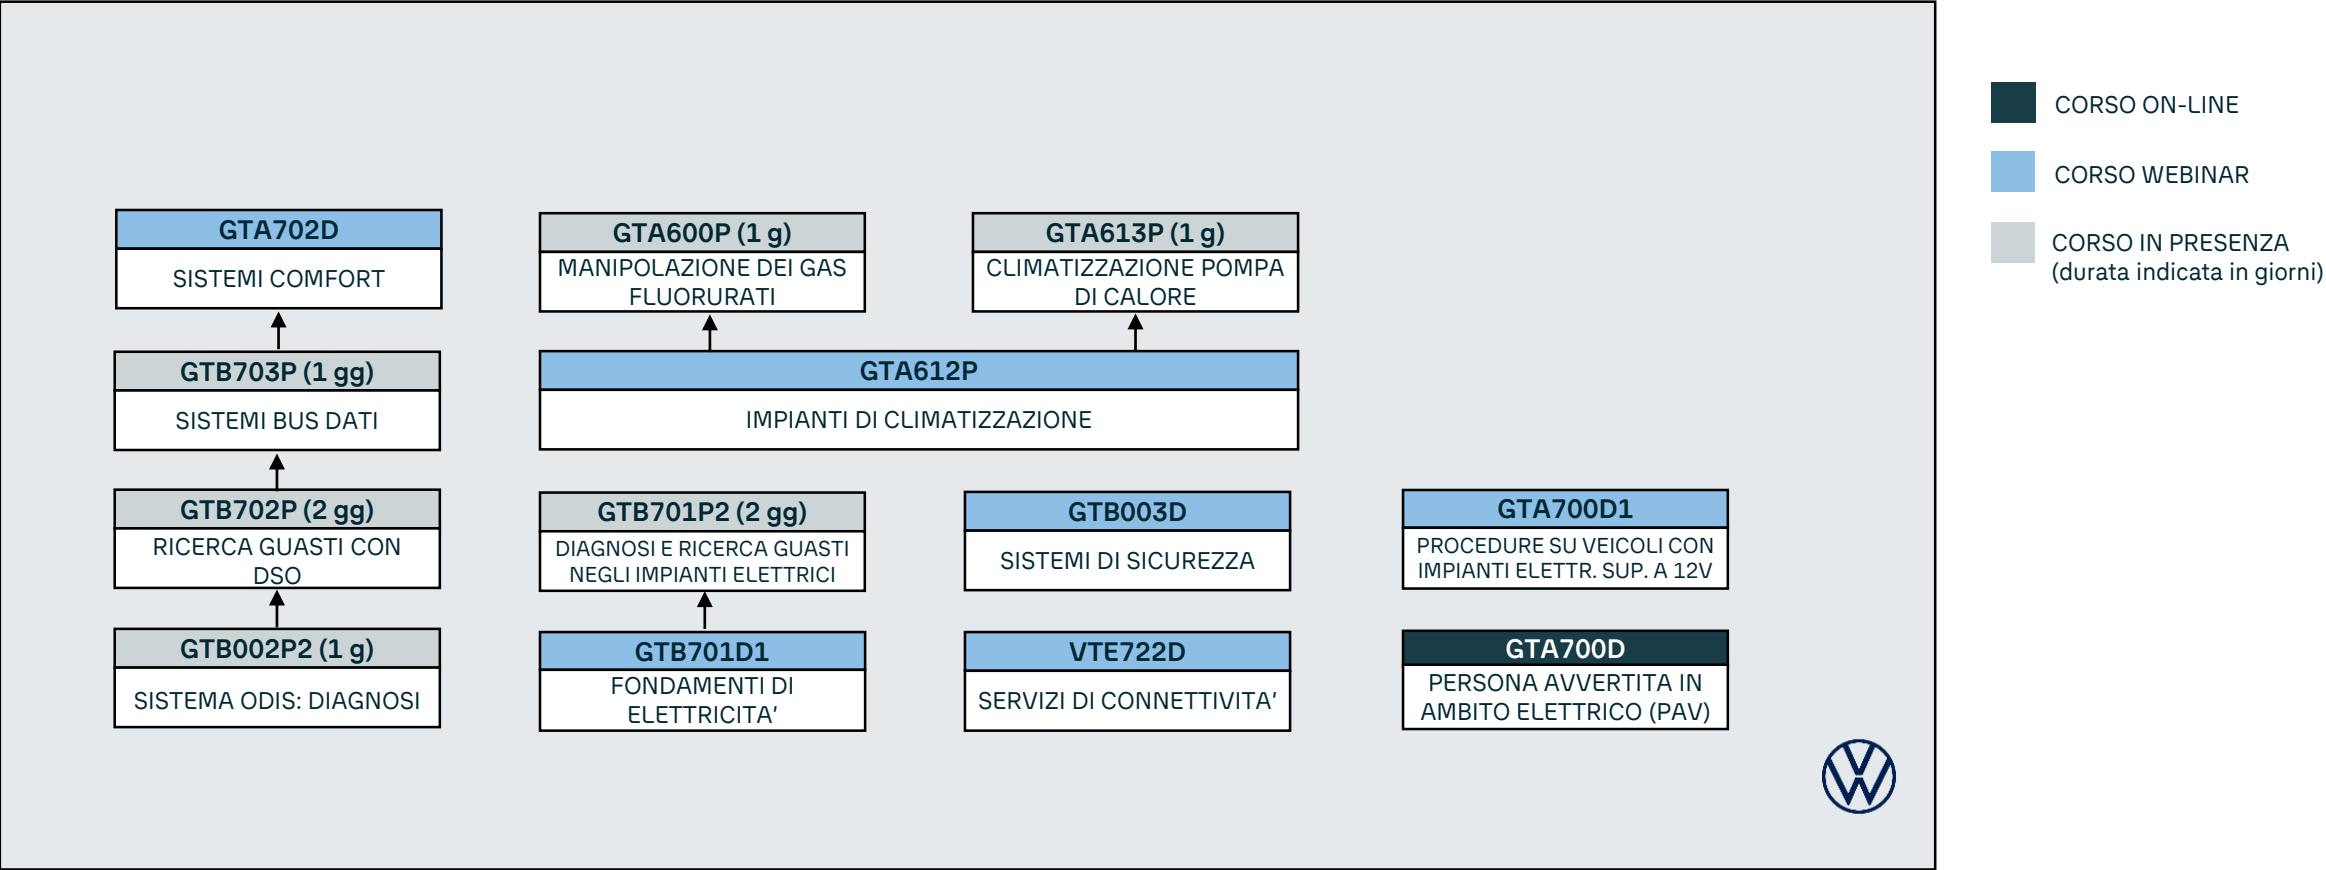 GTA702D
SISTEMI COMFORT
GTB703P (1 gg)
SISTEMI BUS DATI
GTB702P (2 gg)
RICERCA GUASTI CON
DSO
GTB002P2 (1 g)
SISTEMA ODIS: DIAGNOSI
GTA600P (1 g)
MANIPOLAZIONE DEI GAS
FLUORURATI
GTA613P (1 g)
CLIMATIZZAZIONE POMPA
DI CALORE
GTA612P
IMPIANTI DI CLIMATIZZAZIONE
GTB701P2 (2 gg)
DIAGNOSI E RICERCA GUASTI
NEGLI IMPIANTI ELETTRICI
GTB701D1
FONDAMENTI DI
ELETTRICITA’
GTB003D
SISTEMI DI SICUREZZA
VTE722D
SERVIZI DI CONNETTIVITA’
GTA700D1
PROCEDURE SU VEICOLI CON
IMPIANTI ELETTR. SUP. A 12V
GTA700D
PERSONA AVVERTITA IN
AMBITO ELETTRICO (PAV)
CORSO ON-LINE
CORSO WEBINAR
CORSO IN PRESENZA
(durata indicata in giorni)